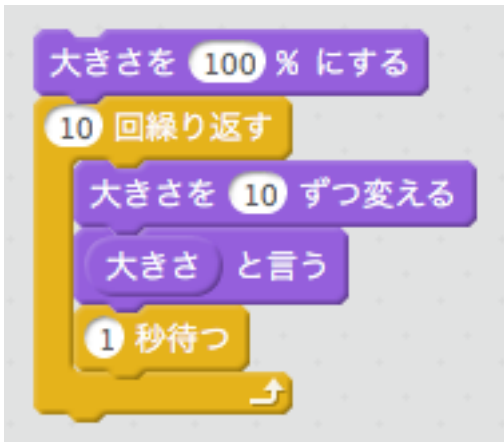 大きさを 100 % にする
10 回繰り返す
大きさを 10 ずつ変える
大きさ と言う
1 秒待つ